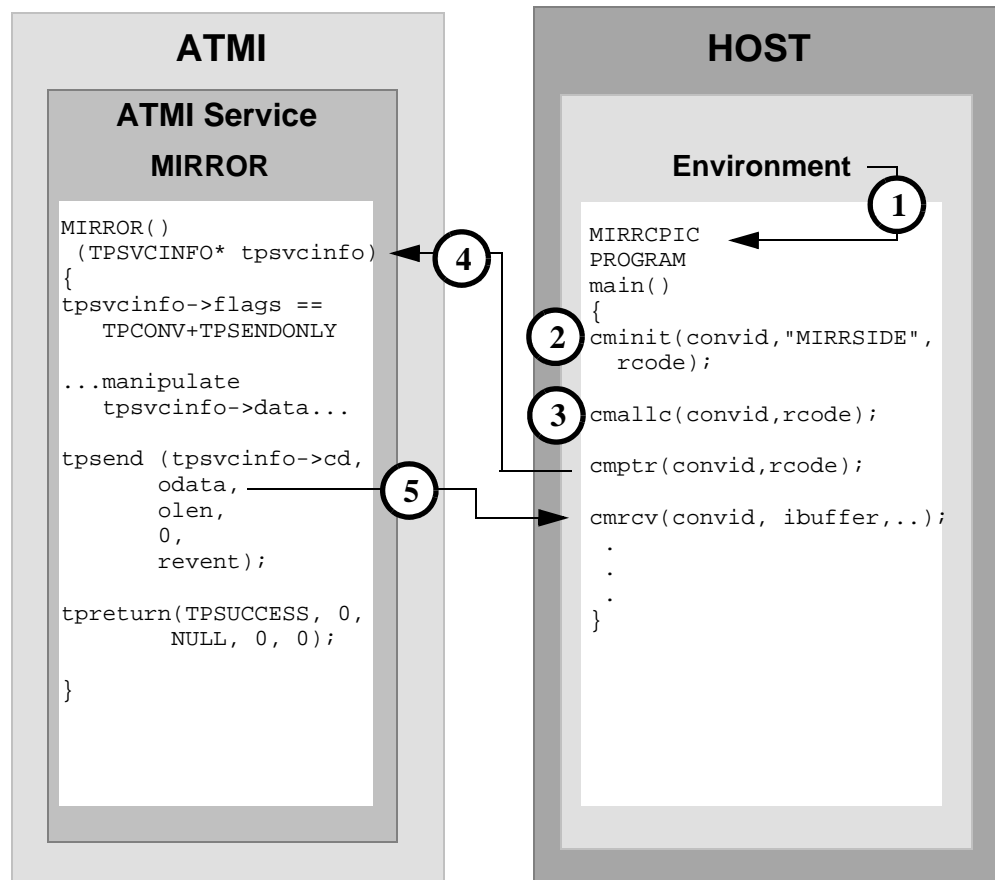 ATMI
ATMI Service
MIRROR
MIRROR()
(TPSVCINFO* tpsvcinfo)
{
tpsvcinfo->flags ==
TPCONV+TPSENDONLY
...manipulate
tpsvcinfo->data...
tpsend (tpsvcinfo->cd,
odata,
olen,
0,
revent);
tpreturn(TPSUCCESS, 0,
NULL, 0, 0);
}
4
5
HOST
Environment
1
MIRRCPIC
PROGRAM
main()
{
2
cminit(convid,"MIRRSIDE",
rcode);
3
cmallc(convid,rcode);
cmptr(convid,rcode);
cmrcv(convid, ibuffer,..);
.
.
.
}